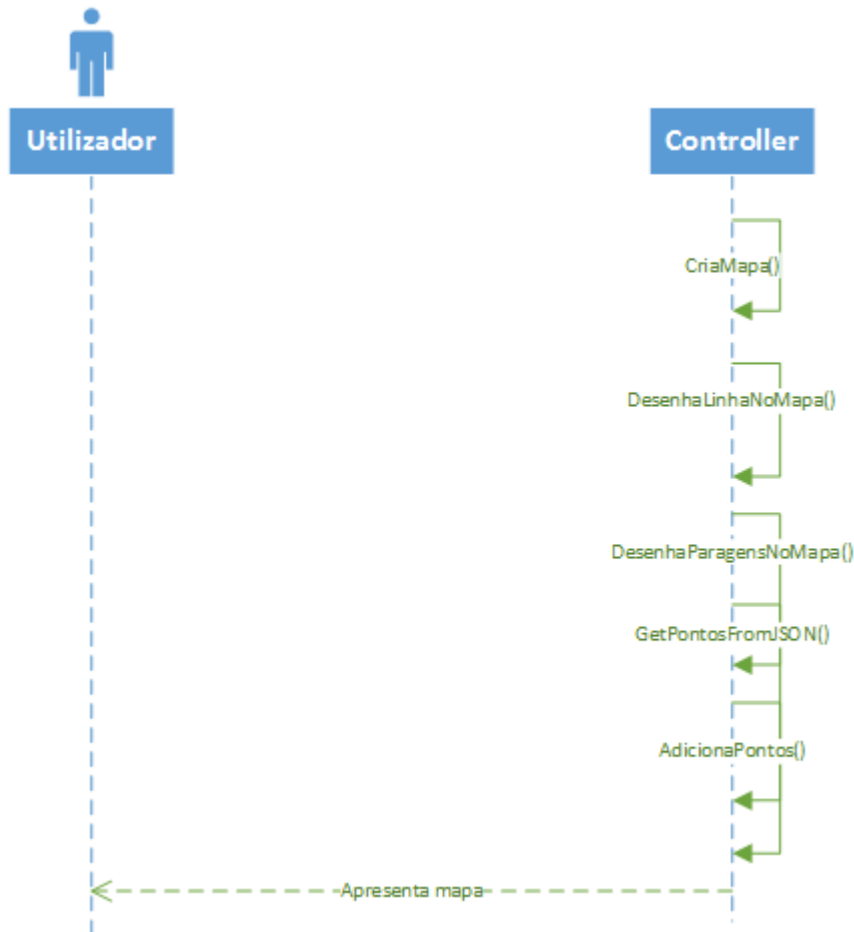 Utilizador
Controller
CriaMapa()
DesenhaLinhaNoMapa()
DesenhaParagensNoMapa()
GetPontosFromJSON()
AdicionaPontos()
Apresenta mapa